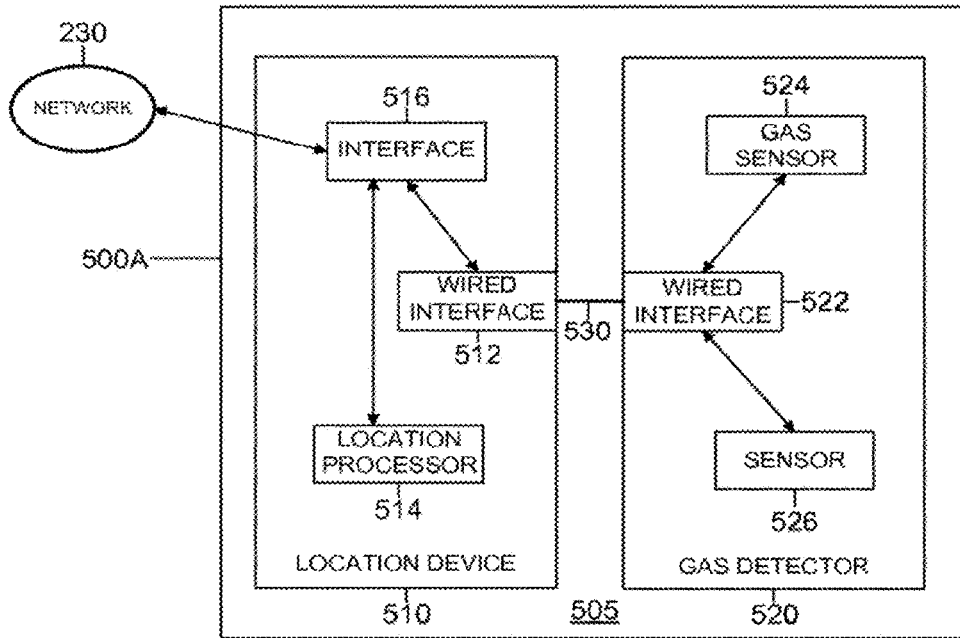 230
NETWORK
516
INTERFACE
524
GAS
SENSOR
500A
WIRED
INTERFACE
512
530
WIRED
INTERFACE
522
LOCATION
PROCESSOR
514
SENSOR
526
LOCATION DEVICE
GAS DETECTOR
510
505
520